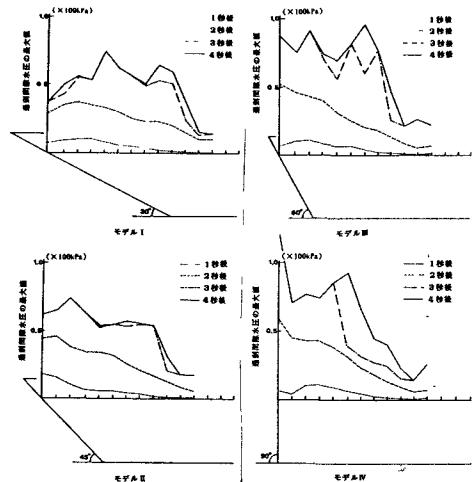 (×100kPa)
1.0
0.5
過剰間隙水圧の最大値
1秒後
2秒後
3秒後
4秒後
30°
モデルⅠ
(×100kPa)
1.0
0.5
過剰間隙水圧の最大値
1秒後
2秒後
3秒後
4秒後
60°
モデルⅢ
(×100kPa)
1.0
0.5
過剰間隙水圧の最大値
1秒後
2秒後
3秒後
4秒後
45°
モデルⅡ
(×100kPa)
1.0
0.5
過剰間隙水圧の最大値
1秒後
2秒後
3秒後
4秒後
90°
モデルⅣ